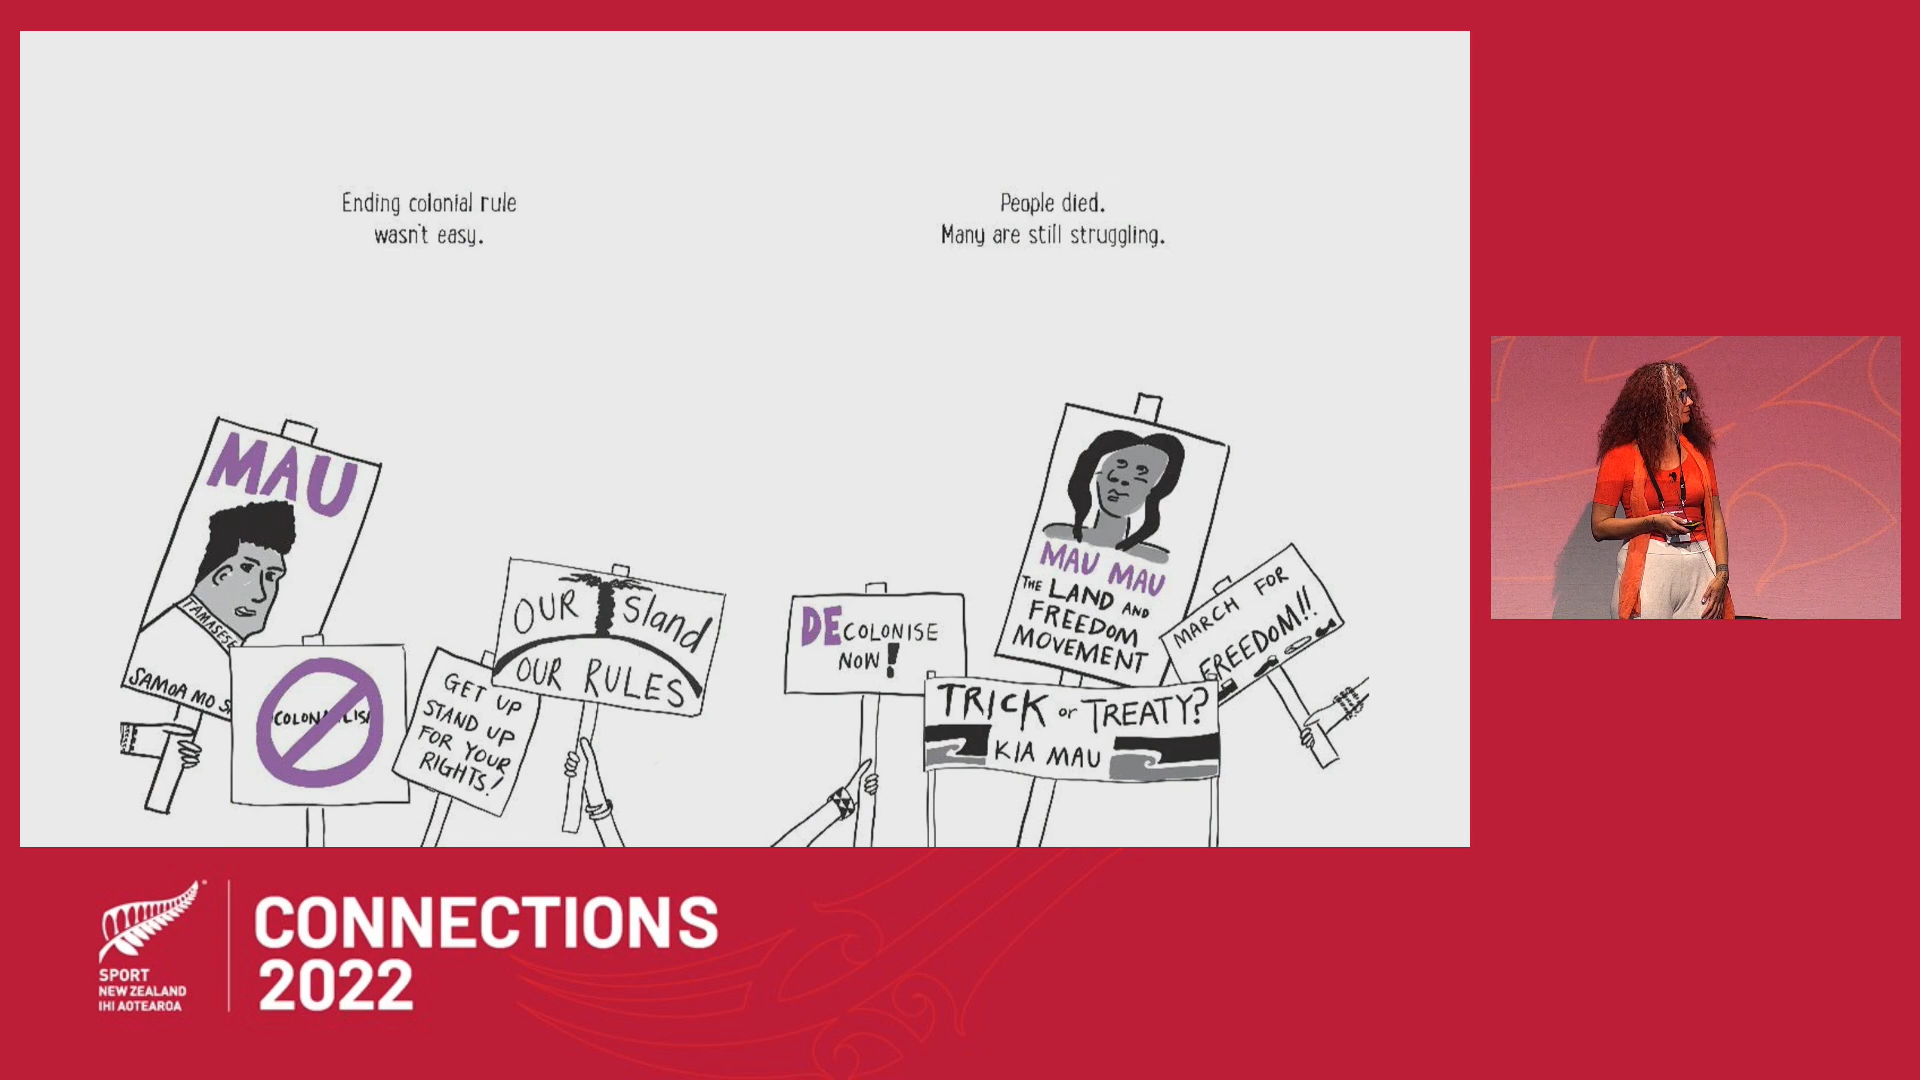 Ending colonial rule
wasn't easy.
People died.
Many are still struggling.
MAU
TAMASESE
SAMOA MO
GET UP
STAND UP
FOR YOUR
RIGHTS!
OUR Island
OUR RULES
DECOLONISE
NOW!
MAU MAU
THE LAND AND
FREEDOM
MOVEMENT
MARCH FOR
FREEDOM!!
TRICK or TREATY?
KIA MAU
SPORT
NEW ZEALAND
IHI AOTEAROA
CONNECTIONS
2022